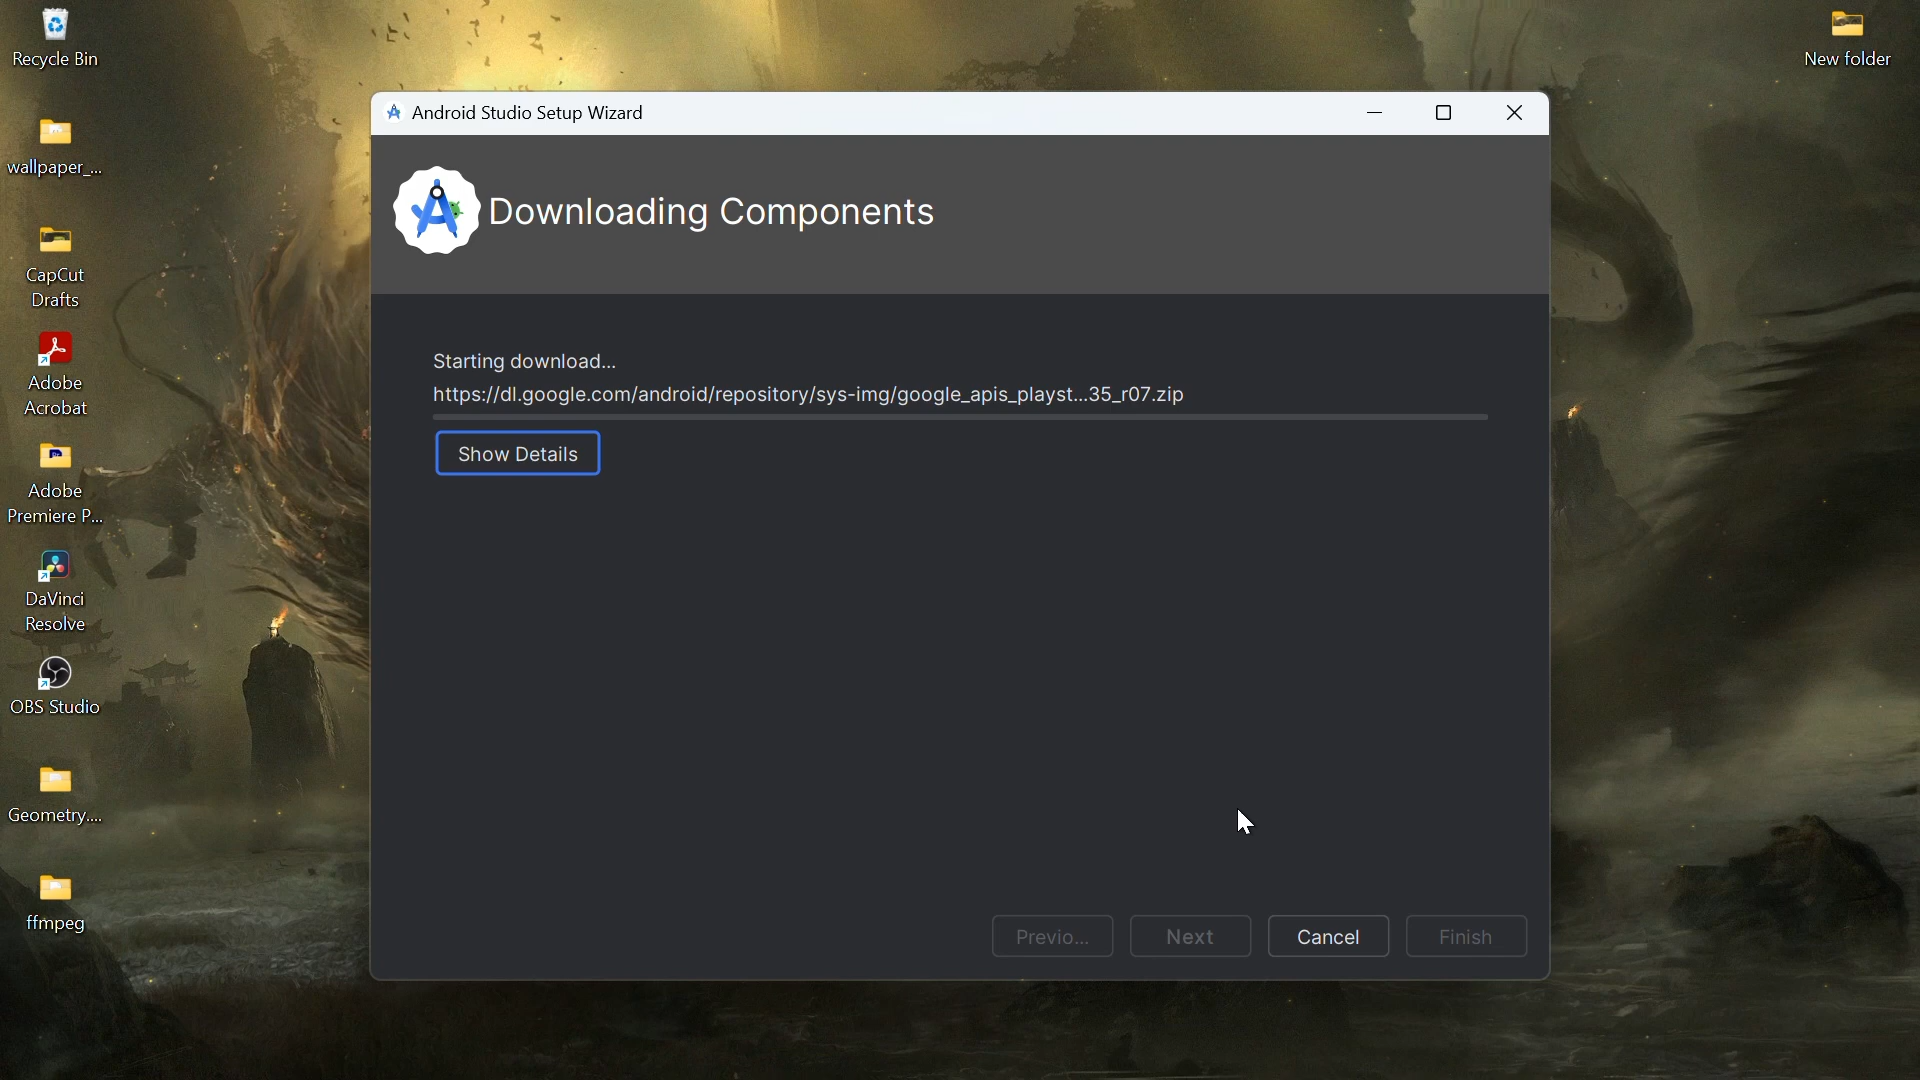 Recycle Bin
wallpaper_...
CapCut
Drafts
Adobe
Acrobat
Adobe
Premiere P...
DaVinci
Resolve
OBS Studio
Geometry....
ffmpeg
New folder
Android Studio Setup Wizard
Downloading Components
Starting download...
https://dl.google.com/android/repository/sys-img/google_apis_playst...35_r07.zip
Show Details
Previo...
Next
Cancel
Finish